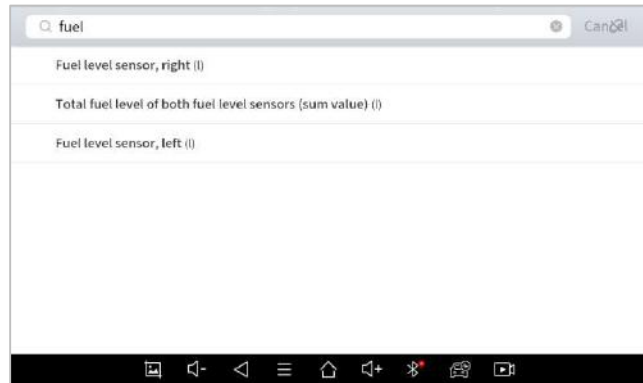 fuel
Cancel
Fuel level sensor, right (l)
Total fuel level of both fuel level sensors (sum value) (l)
Fuel level sensor, left (l)